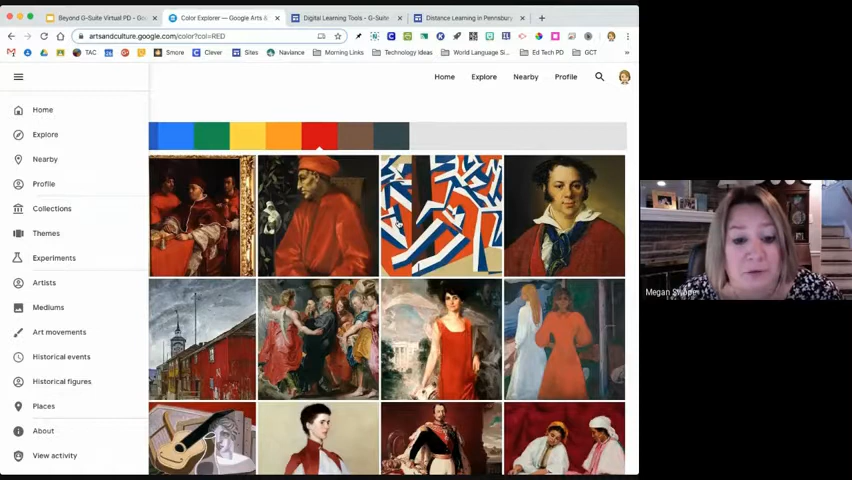 Beyond G-Suite Virtual PD - Goo
Color Explorer — Google Arts &
Digital Learning Tools - G-Suite
Distance Learning in Pennsbury
artsandculture.google.com/color?col=RED
TAC
Smore
Clever
Sites
Naviance
Morning Links
Technology Ideas
World Language Si...
Ed Tech PD
GCT
Home
Explore
Nearby
Profile
Home
Explore
Nearby
Profile
Collections
Themes
Experiments
Artists
Mediums
Art movements
Historical events
Historical figures
Places
About
View activity
Megan